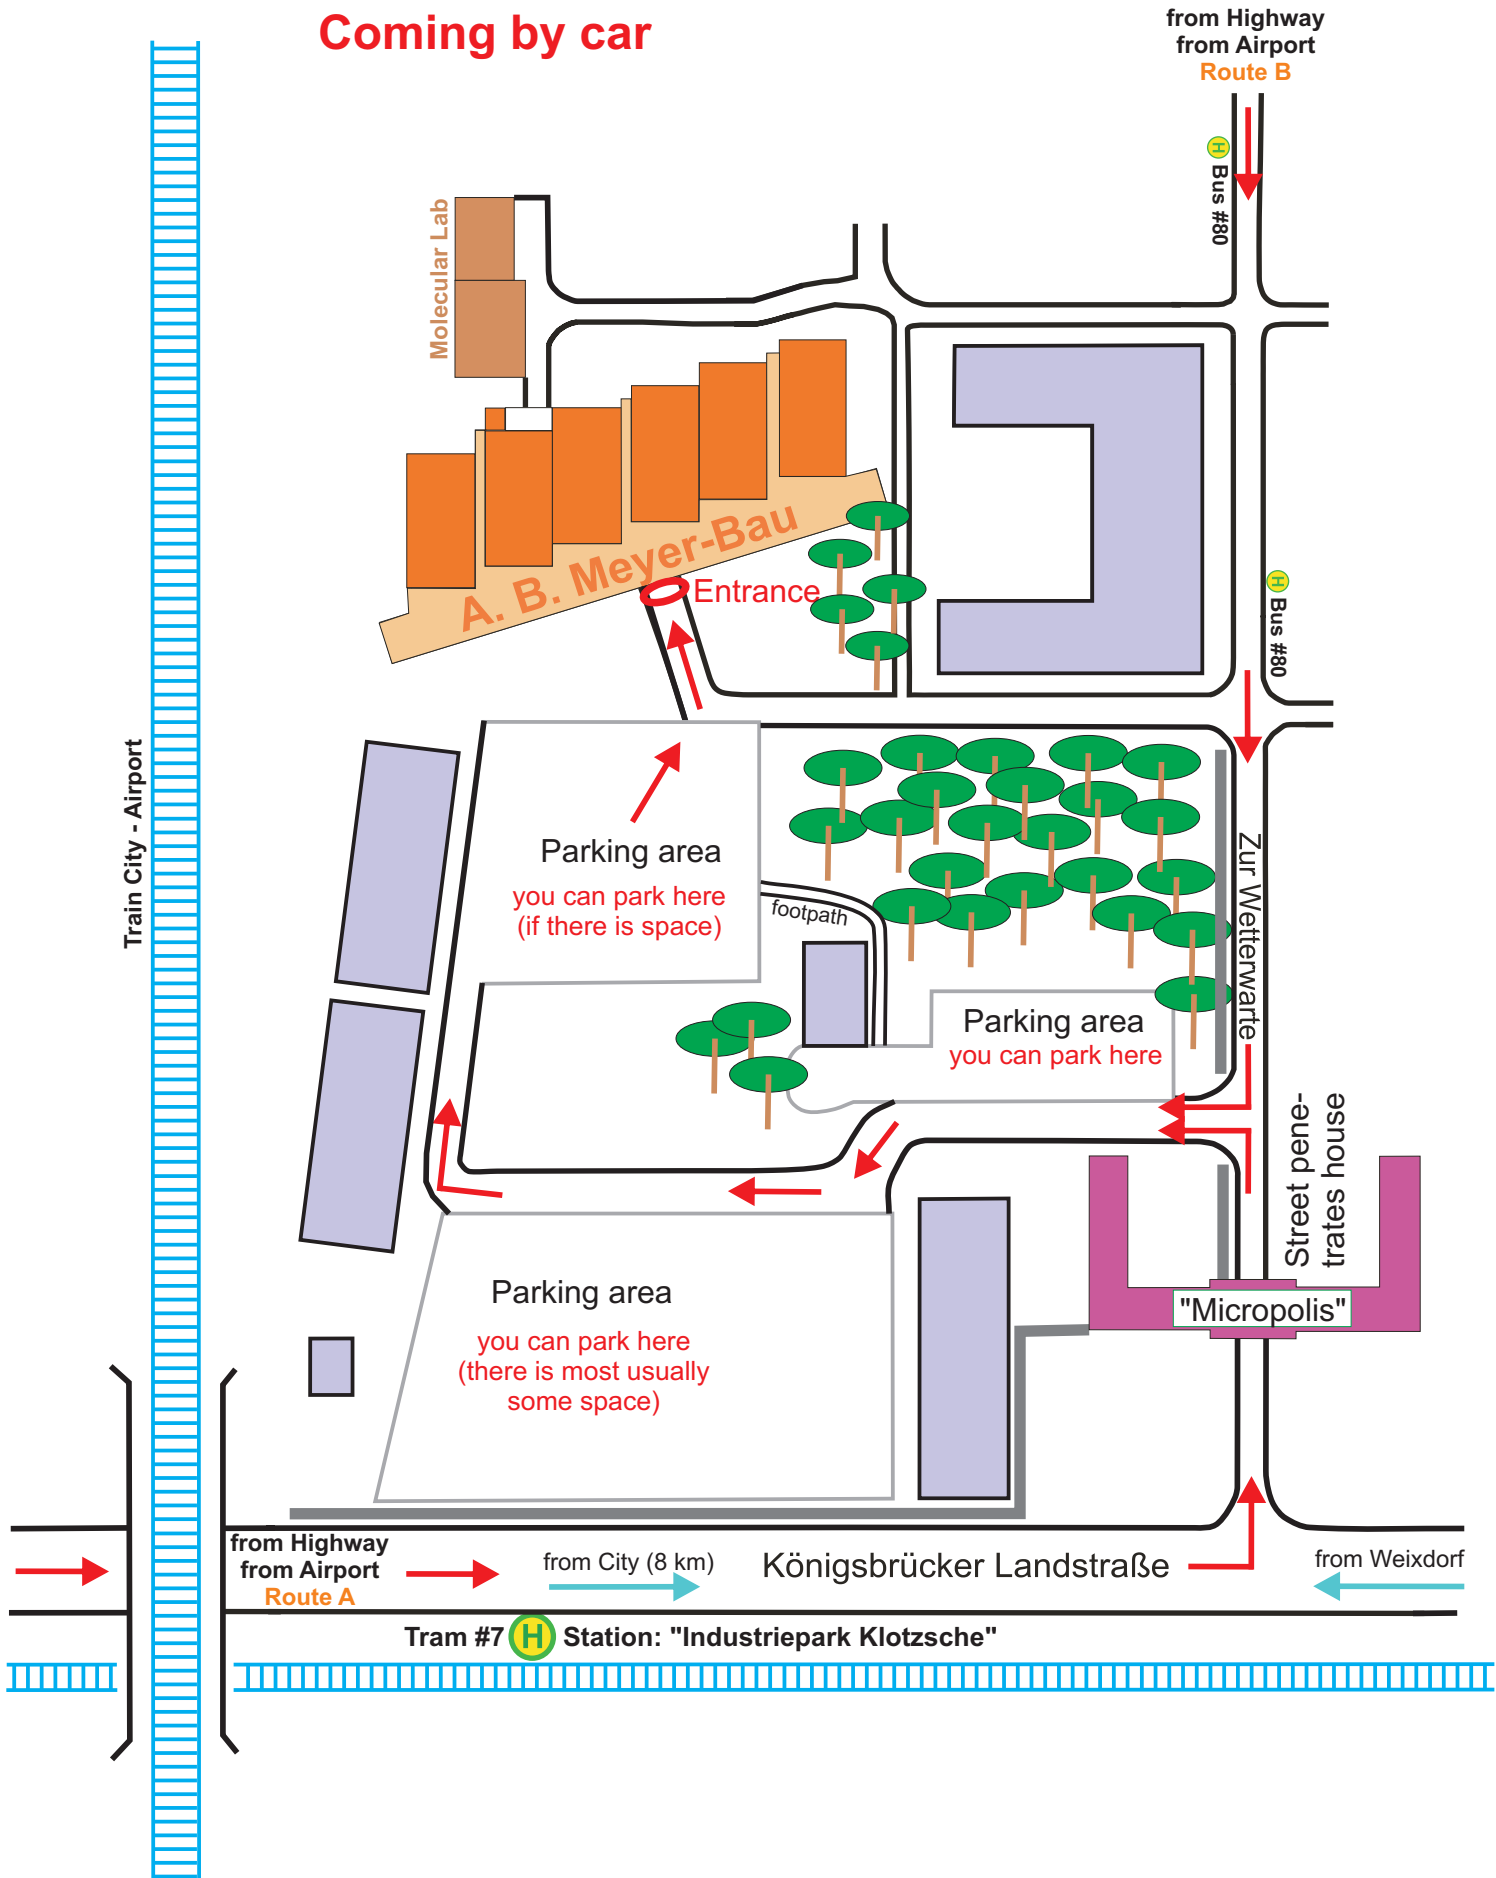 Coming by car
from Highway
from Airport
Route B
H
Bus #80
Molecular Lab
A. B. Meyer-Bau
Entrance
H
Bus #80
Train City - Airport
Parking area
you can park here
(if there is space)
footpath
Zur Wetterwarte
Parking area
you can park here
Street pene-
trates house
"Micropolis"
Parking area
you can park here
(there is most usually
some space)
from Highway
from Airport
Route A
from City (8 km)
Königsbrücker Landstraße
from Weixdorf
Tram #7 H Station: "Industriepark Klotzsche"